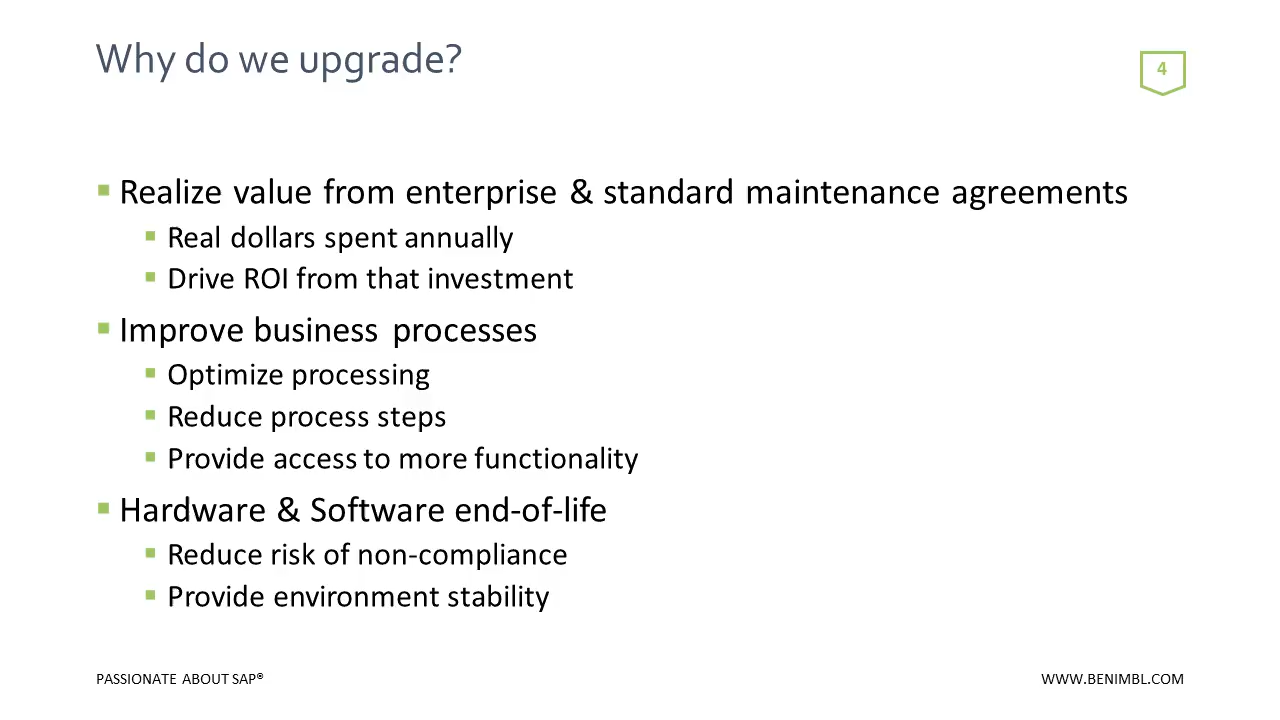 Why do we upgrade?
4
Realize value from enterprise & standard maintenance agreements
Real dollars spent annually
Drive ROI from that investment
Improve business processes
Optimize processing
Reduce process steps
Provide access to more functionality
Hardware & Software end-of-life
Reduce risk of non-compliance
Provide environment stability
PASSIONATE ABOUT SAP®
WWW.BENIMBL.COM